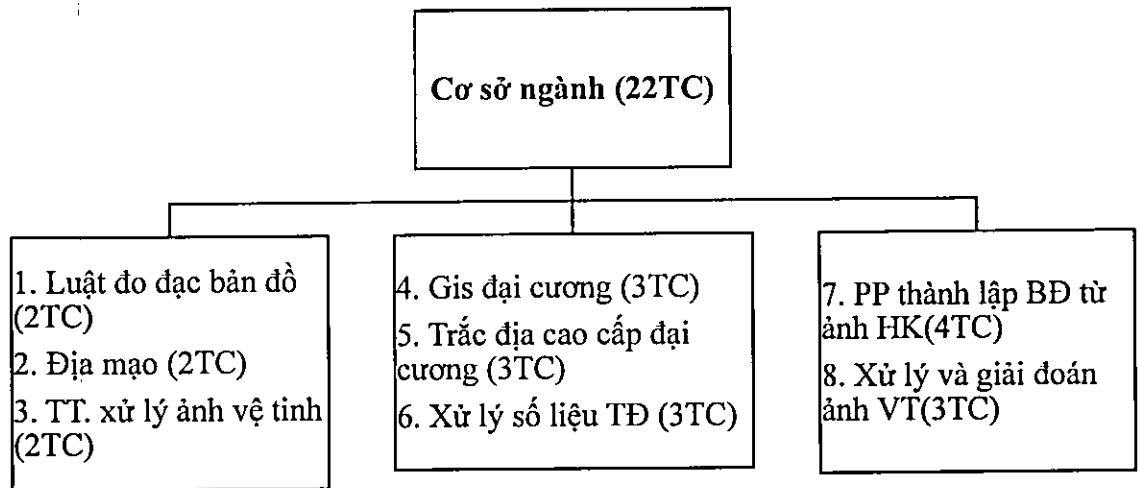 Cơ sở ngành (22TC)
1. Luật đo đạc bản đồ
(2TC)
2. Địa mạo (2TC)
3. TT. xử lý ảnh vệ tinh
(2TC)
4. Gis đại cương (3TC)
5. Trắc địa cao cấp đại
cương (3TC)
6. Xử lý số liệu TĐ (3TC)
7. PP thành lập BĐ từ
ảnh HK(4TC)
8. Xử lý và giải đoán
ảnh VT(3TC)